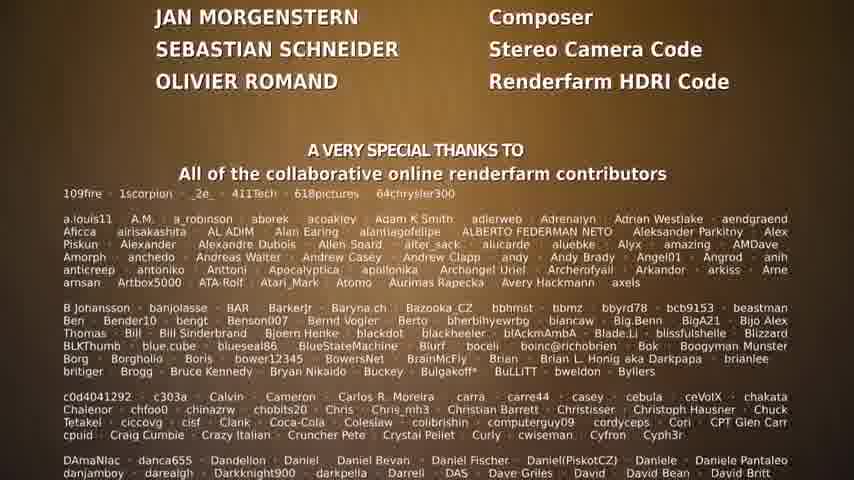 JAN MORGENSTERN Composer
SEBASTIAN SCHNEIDER Stereo Camera Code
OLIVIER ROMAND Renderfarm HDRI Code
A VERY SPECIAL THANKS TO
All of the collaborative online renderfarm contributors
109fire · 1scorpion · _2e_ · 411Tech · 618pictures · 64chrysler300
a.louis11 · A.M. · a_robinson · aborek · acoakley · Adam K Smith · adlerweb · Adrenalyn · Adrian Westlake · aendgraend
Aficca · airisakashita · AL ADIM · Alan Earing · alantiagofelipe · ALBERTO FEDERMAN NETO · Aleksander Parkitny · Alex
Piskun · Alexander · Alexandre Dubois · Allen Soard · alter_sack · alucarde · aluebke · Alyx · amazing · AMDave
Amorph · anchedo · Andreas Walter · Andrew Casey · Andrew Clapp · andy · Andy Brady · Angel01 · Angrod · anih
anticreep · antoniko · Anttoni · Apocalyptica · apollonika · Archangel Uriel · Archerofyail · Arkandor · arkiss · Arne
arnsan · Artbox5000 · ATA-Rolf · Atari_Mark · Atomo · Aurimas Rapecka · Avery Hackmann · axels
B Johansson · banjolasse · BAR · BarkerJr · Baryna.ch · Bazooka_CZ · bbhmst · bbmz · bbyrd78 · bcb9153 · beastman
Ben · Bender10 · bengt · Benson007 · Bernd Vogler · Berto · bherblhyewrbg · biancaw · Big.Benn · BigA21 · Bijo Alex
Thomas · Bill · Bill Sinderbrand · Bjoern Henke · blackdot · blackheeler · blAckmAmbA · Blade.Li · blissfulshelle · Blizzard
BLKThumb · blue.cube · blueseal86 · BlueStateMachine · Blurf · boceli · boinc@richobrien · Bok · Boogyman Munster
Borg · Borgholio · Boris · bower12345 · BowersNet · BrainMcFly · Brian · Brian L. Honig aka Darkpapa · brianlee
britiger · Brogg · Bruce Kennedy · Bryan Nikaido · Buckey · Bulgakoff* · BuLLiTT · bweldon · Byllers
c0d4041292 · c303a · Calvin · Cameron · Carlos R. Moreira · carra · carre44 · casey · cebula · ceVoIX · chakata
Chalenor · chfoo0 · chinazrw · chobits20 · Chris · Chris_mh3 · Christian Barrett · Christisser · Christoph Hausner · Chuck
Tetakel · ciccovg · cisf · Clank · Coca-Cola · Coleslaw · colibrishin · computerguy09 · cordyceps · Cori · CPT Glen Carr
cpuid · Craig Cumbie · Crazy Italian · Cruncher Pete · Crystal Pellet · Curly · cwiseman · Cyfron · Cyph3r
DAmaNIac · danca655 · Dandelion · Daniel · Daniel Bevan · Daniel Fischer · Daniel(PiskotCZ) · Daniele · Daniele Pantaleo
danjamboy · darealgh · Darkknight900 · darkpella · Darrell · DAS · Dave Griles · David · David Bean · David Britt